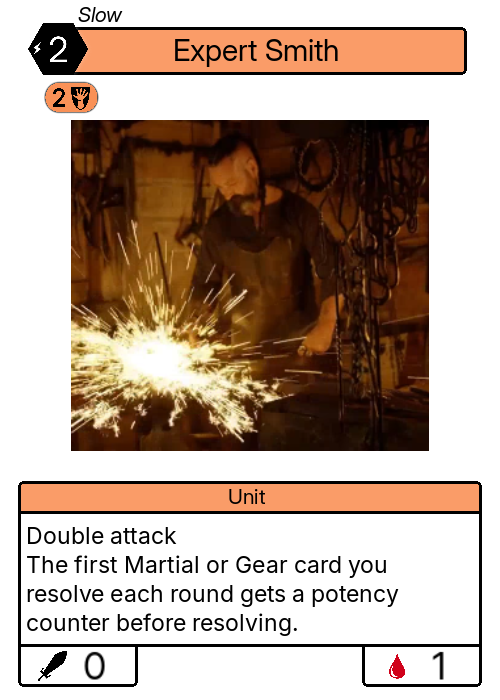 Slow
2
Expert Smith
2
Unit
Double attack
The first Martial or Gear card you
resolve each round gets a potency
counter before resolving.
0
1